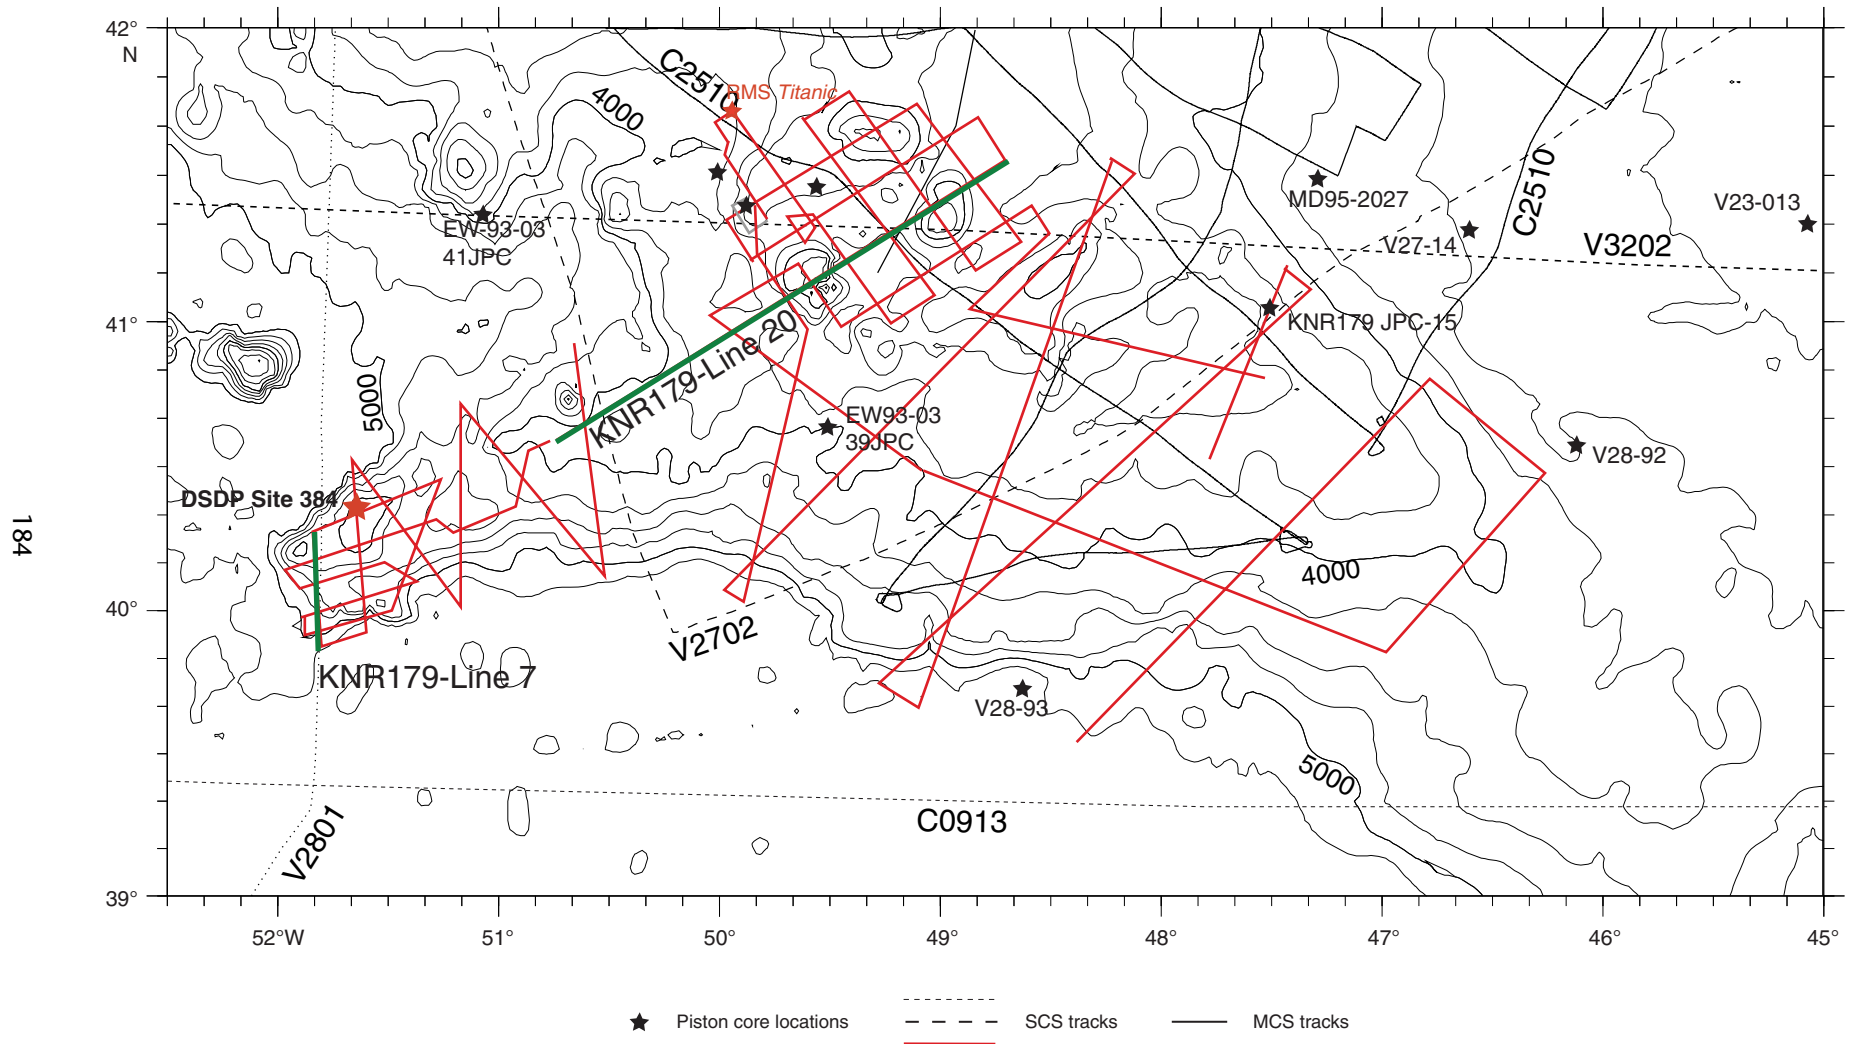 42°
N
C2510
RMS Titanic
4000
C2510
MD95-2027
V23-013
EW-93-03
41JPC
V27-14
V3202
41°
KNR179 JPC-15
KNR179-Line 20
5000
EW93-03
39JPC
V28-92
DSDP Site 384
184
4000
40°
V2702
KNR179-Line 7
V28-93
5000
C0913
V2801
39°
52°W
51°
50°
49°
48°
47°
46°
45°
Piston core locations
SCS tracks
MCS tracks